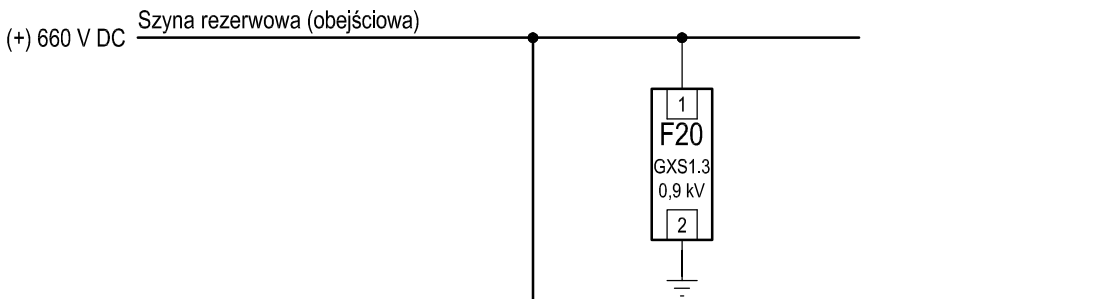 Szyna rezerwowa (obejściowa)
(+) 660 V DC
1
F20
GXS1.3
0,9 kV
2